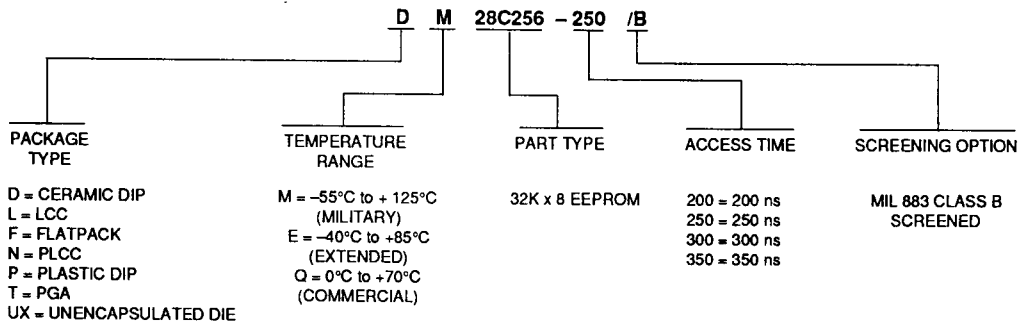 D M 28C256 – 250 /B
PACKAGE
TYPE
D = CERAMIC DIP
L = LCC
F = FLATPACK
N = PLCC
P = PLASTIC DIP
T = PGA
UX = UNENCAPSULATED DIE
TEMPERATURE
RANGE
M = –55°C to + 125°C
(MILITARY)
E = –40°C to +85°C
(EXTENDED)
Q = 0°C to +70°C
(COMMERCIAL)
PART TYPE
32K x 8 EEPROM
ACCESS TIME
200 = 200 ns
250 = 250 ns
300 = 300 ns
350 = 350 ns
SCREENING OPTION
MIL 883 CLASS B
SCREENED